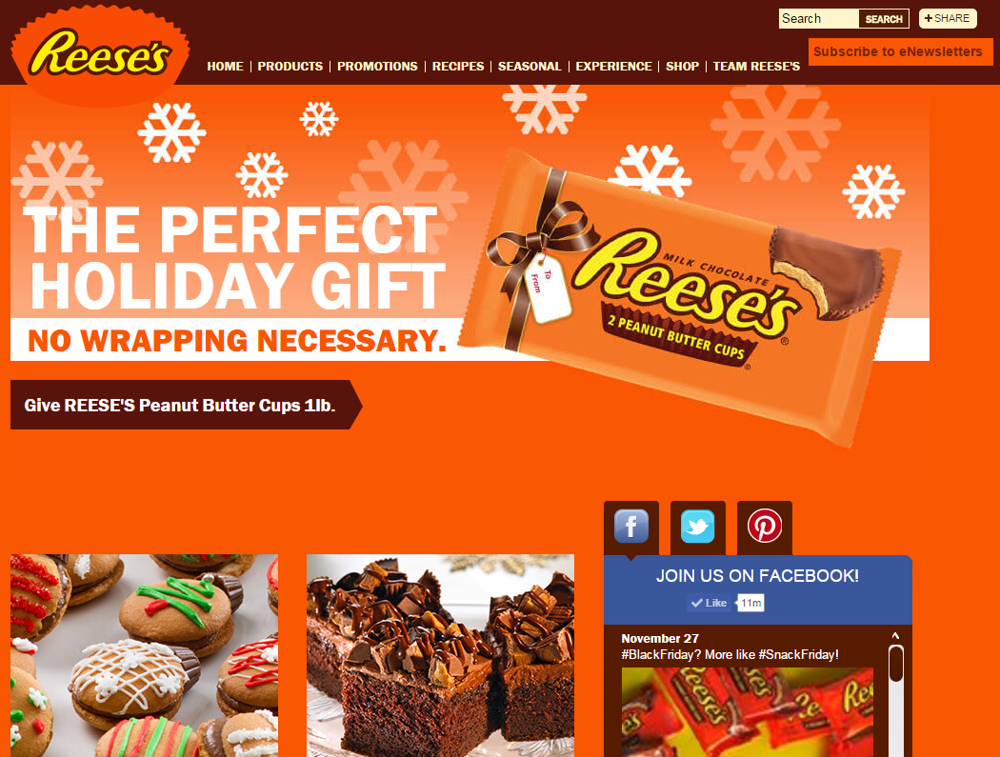 Search
SEARCH
+ SHARE
Reese's
Subscribe to eNewsletters
HOME | PRODUCTS | PROMOTIONS | RECIPES | SEASONAL | EXPERIENCE | SHOP | TEAM REESE'S
THE PERFECT
HOLIDAY GIFT
NO WRAPPING NECESSARY.
To
From
MILK CHOCOLATE
Reese's®
2 PEANUT BUTTER CUPS
Give REESE'S Peanut Butter Cups 1lb.
JOIN US ON FACEBOOK!
Like 11m
November 27
#BlackFriday? More like #SnackFriday!
Reese's
Reese's